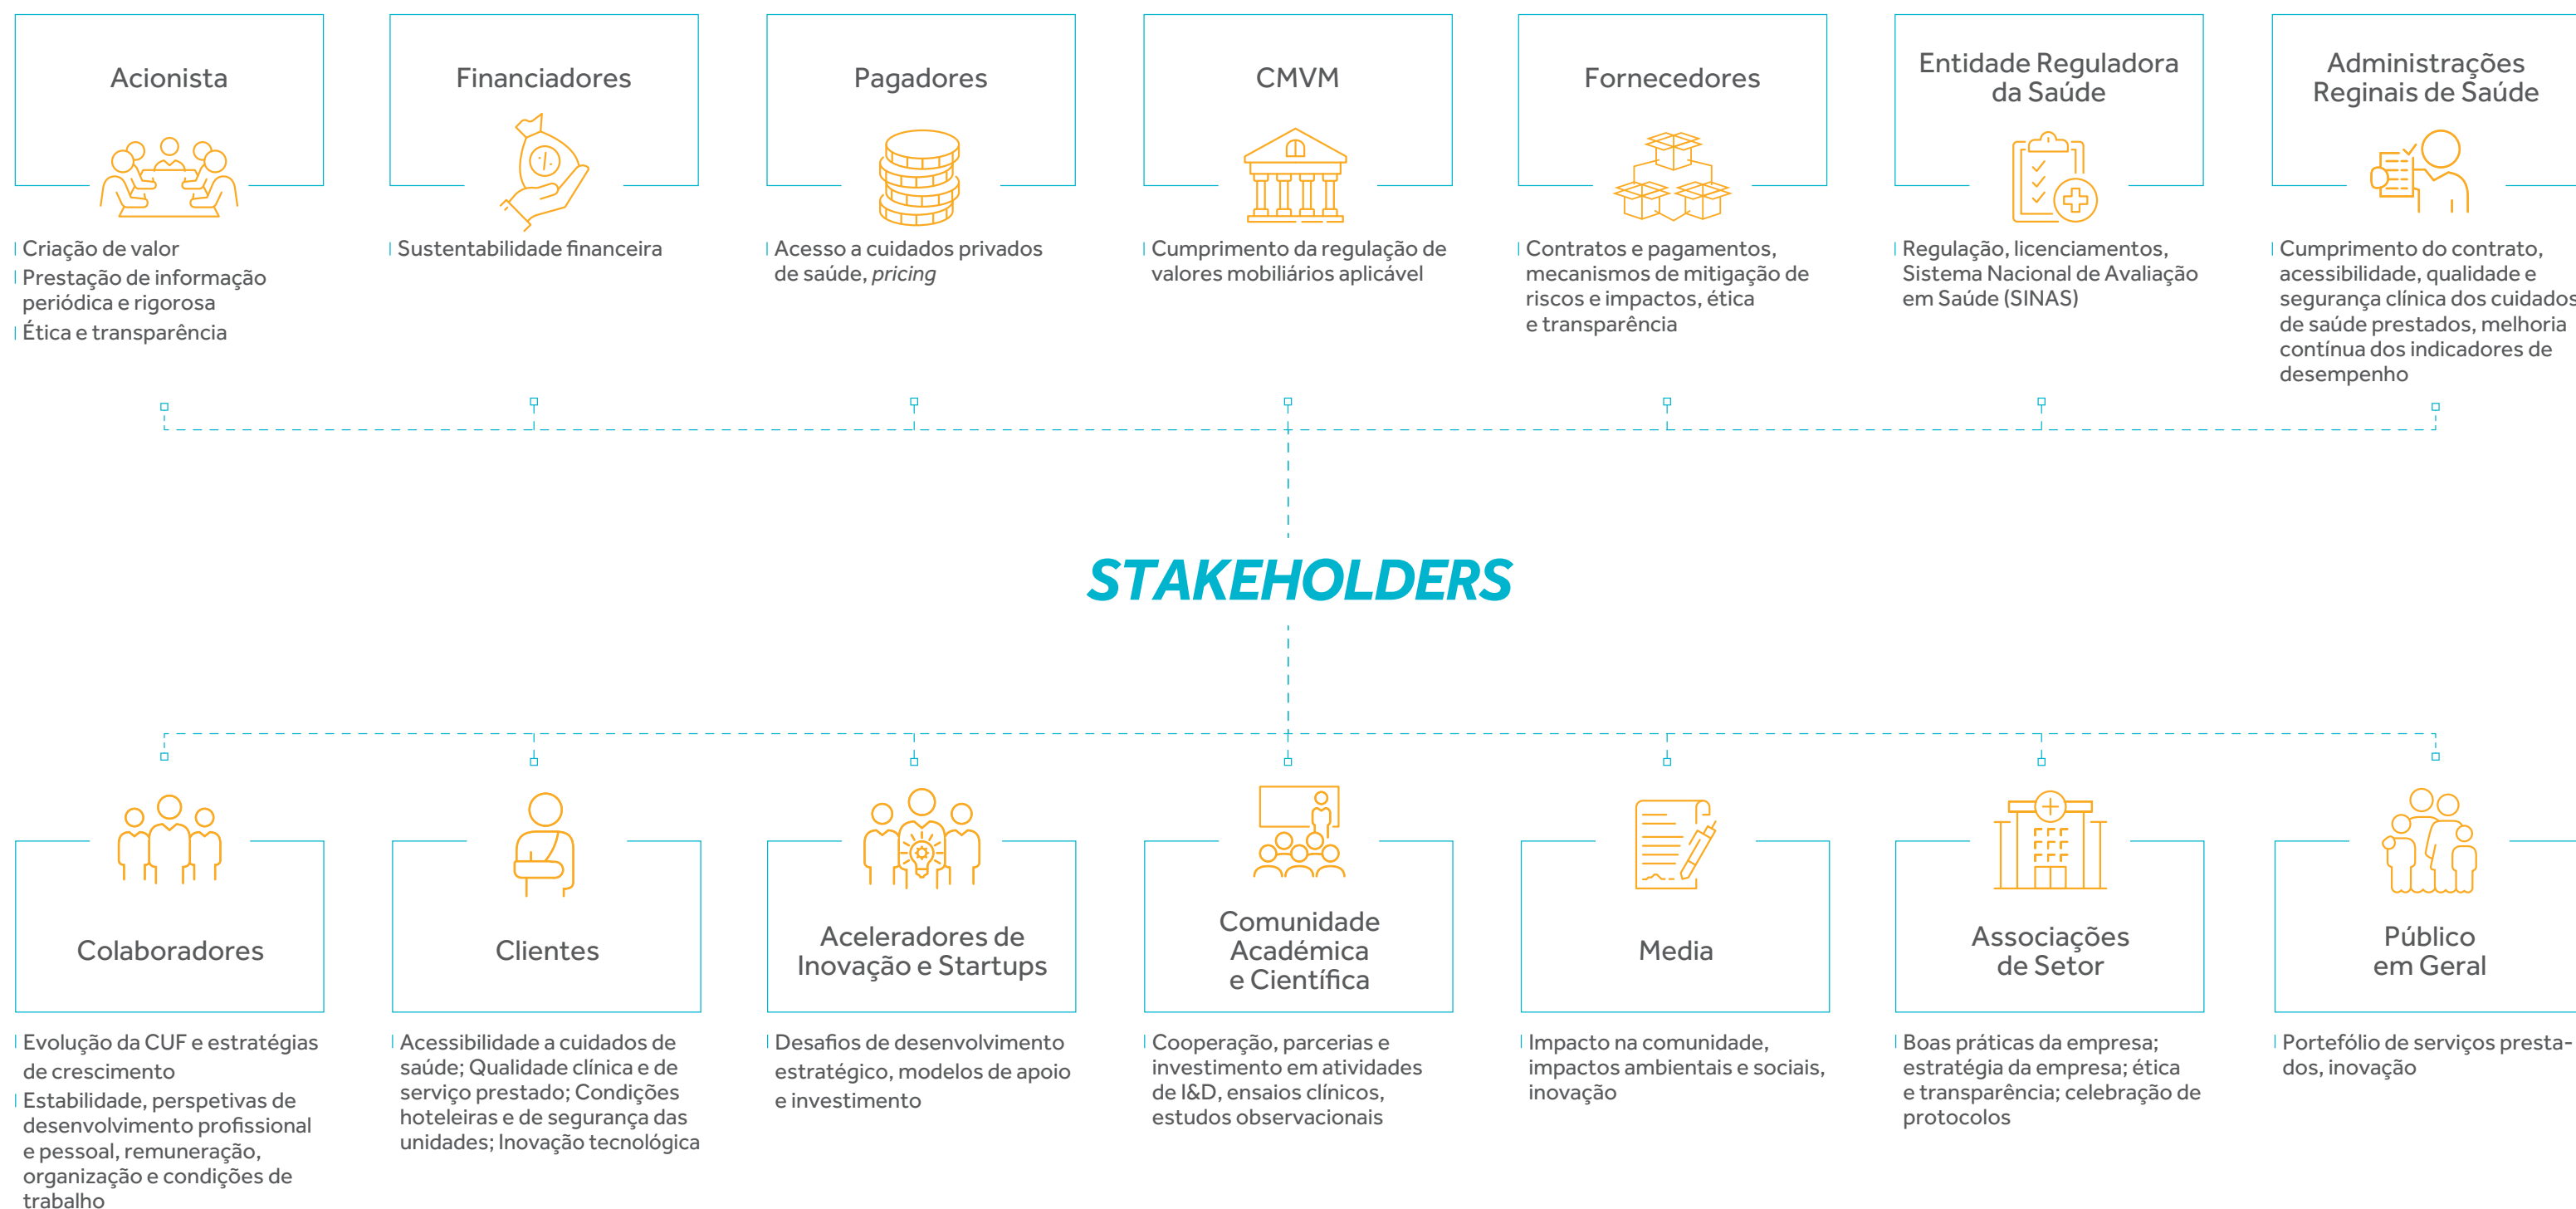 Acionista
Criação de valor
Prestação de informação
periódica e rigorosa
Ética e transparência
Financiadores
Sustentabilidade financeira
Pagadores
Acesso a cuidados privados
de saúde, pricing
CMVM
Cumprimento da regulação de
valores mobiliários aplicável
Fornecedores
Contratos e pagamentos,
mecanismos de mitigação de
riscos e impactos, ética
e transparência
Entidade Reguladora
da Saúde
Regulação, licenciamentos,
Sistema Nacional de Avaliação
em Saúde (SINAS)
Administrações
Reginais de Saúde
Cumprimento do contrato,
acessibilidade, qualidade e
segurança clínica dos cuidados
de saúde prestados, melhoria
contínua dos indicadores de
desempenho
STAKEHOLDERS
Colaboradores
Evolução da CUF e estratégias
de crescimento
Estabilidade, perspetivas de
desenvolvimento profissional
e pessoal, remuneração,
organização e condições de
trabalho
Clientes
Acessibilidade a cuidados de
saúde; Qualidade clínica e de
serviço prestado; Condições
hoteleiras e de segurança das
unidades; Inovação tecnológica
Aceleradores de
Inovação e Startups
Desafios de desenvolvimento
estratégico, modelos de apoio
e investimento
Comunidade
Académica
e Científica
Cooperação, parcerias e
investimento em atividades
de I&D, ensaios clínicos,
estudos observacionais
Media
Impacto na comunidade,
impactos ambientais e sociais,
inovação
Associações
de Setor
Boas práticas da empresa;
estratégia da empresa; ética
e transparência; celebração de
protocolos
Público
em Geral
Portefólio de serviços presta-
dos, inovação